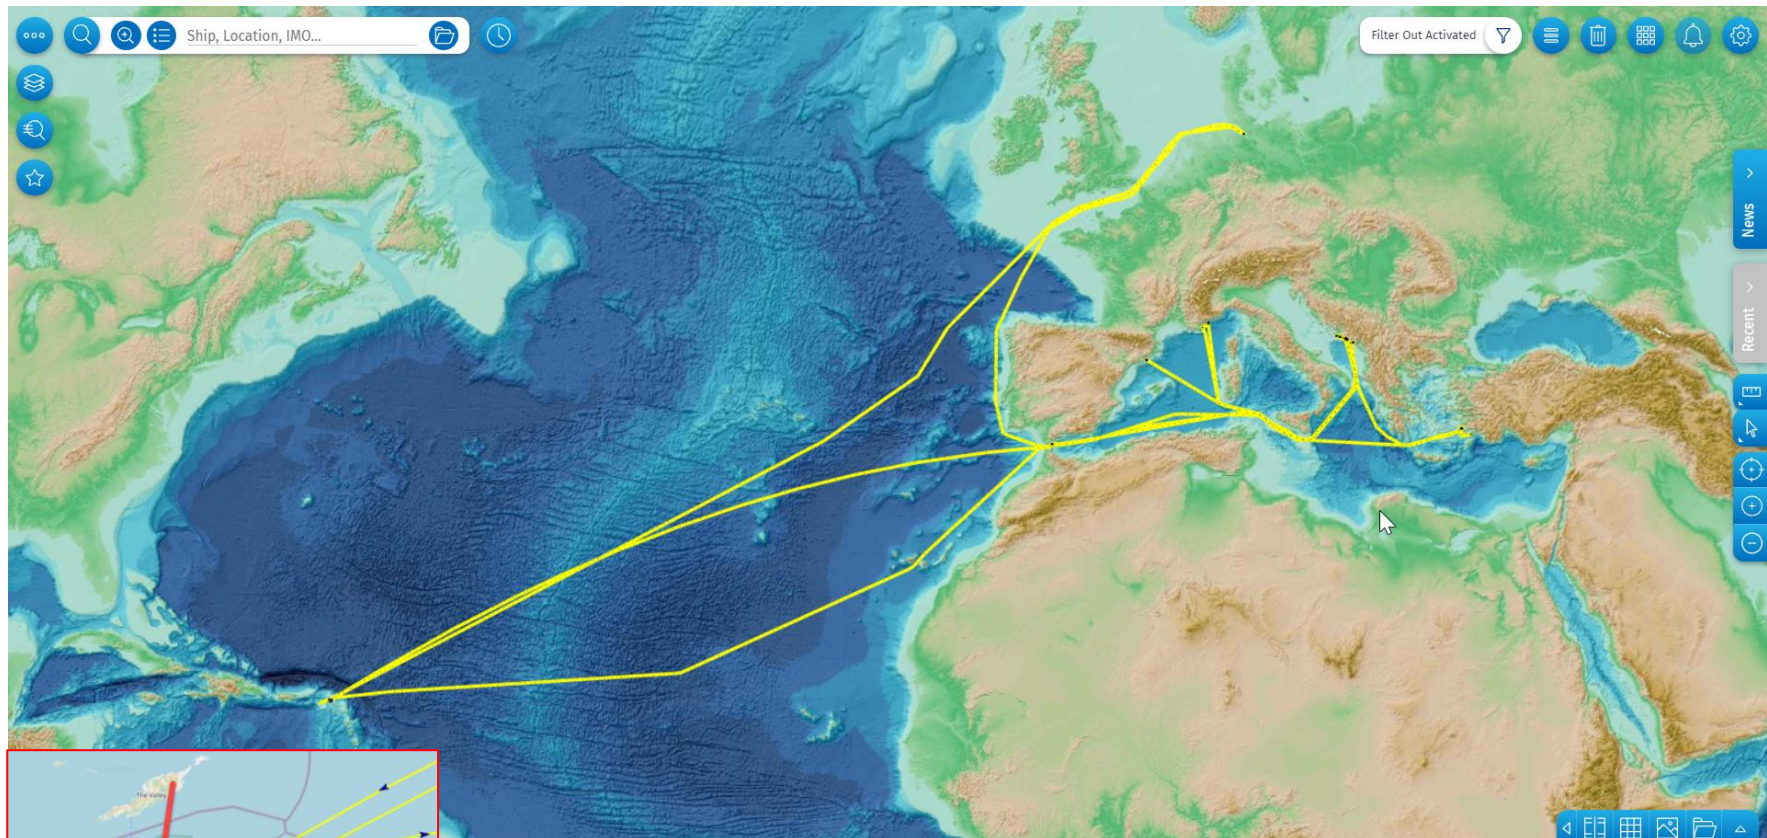 Ship, Location, IMO...
Filter Out Activated
News
Recent
The Valley